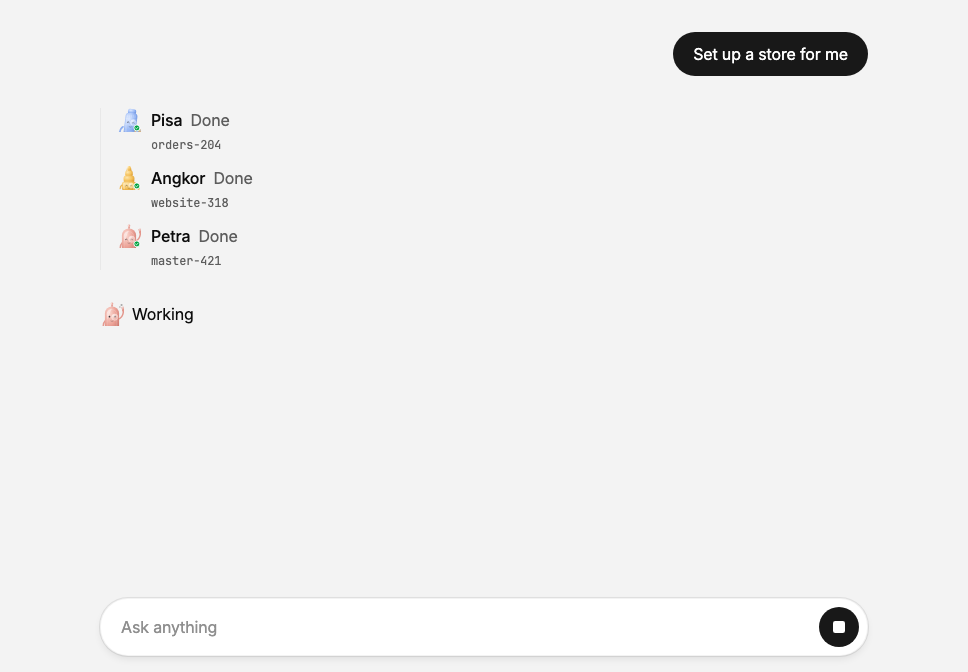 Set up a store for me
Pisa Done
orders-204
Angkor Done
website-318
Petra Done
master-421
Working
Ask anything